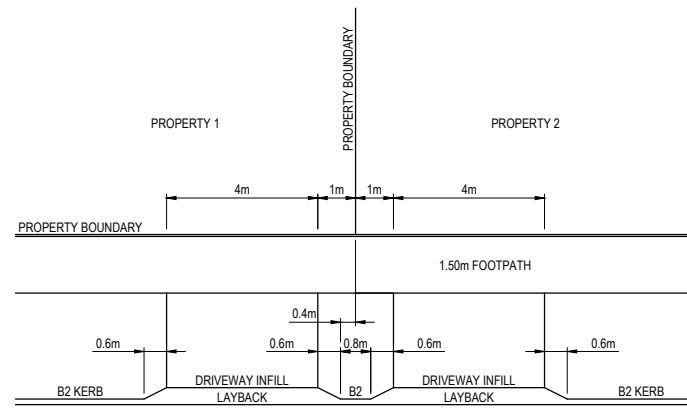 PROPERTY BOUNDARY
PROPERTY 1
PROPERTY 2
4m
1m
1m
4m
PROPERTY BOUNDARY
1.50m FOOTPATH
0.4m
0.6m
0.6m
0.8m
0.6m
0.6m
B2 KERB
DRIVEWAY INFILL
LAYBACK
B2
DRIVEWAY INFILL
LAYBACK
B2 KERB